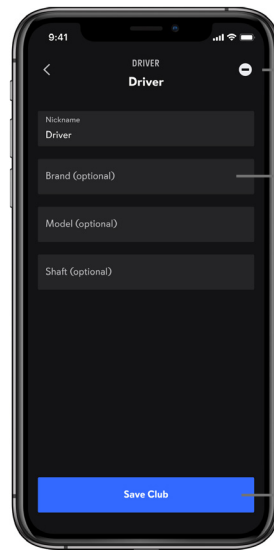 9:41
DRIVER
Driver
Nickname
Driver
Brand (optional)
Model (optional)
Shaft (optional)
Save Club